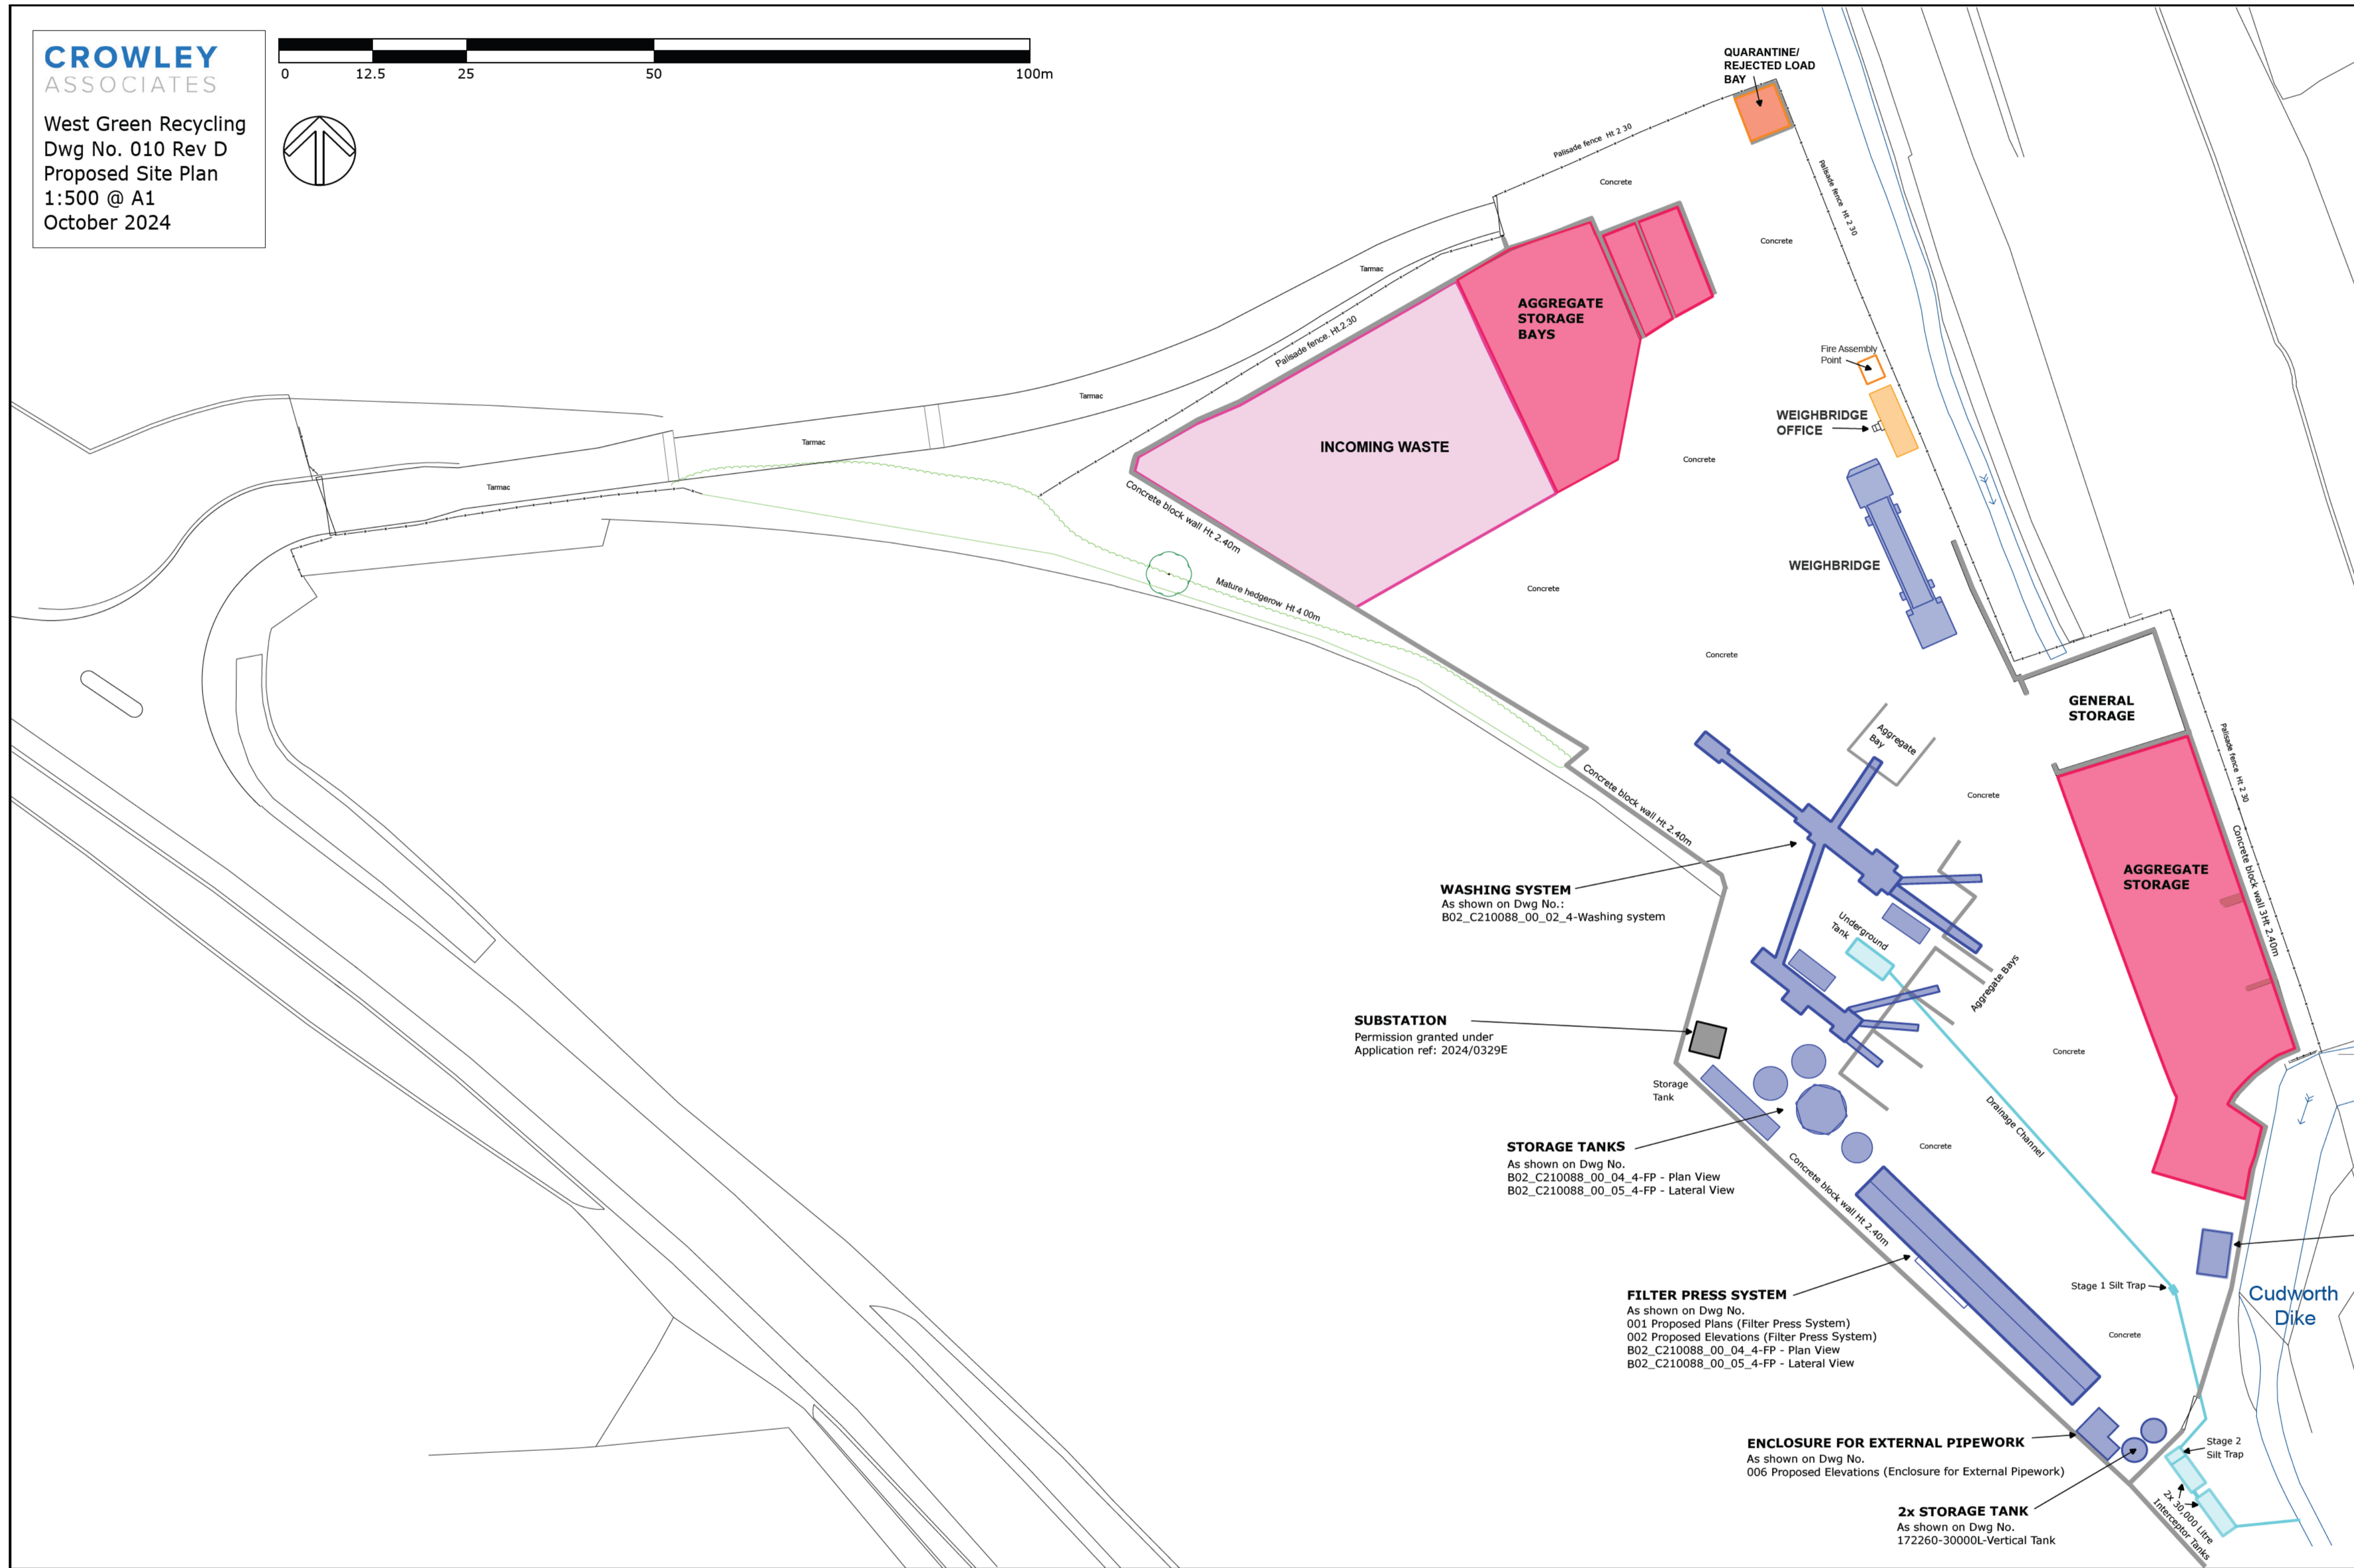 CROWLEY
ASSOCIATES
West Green Recycling
Dwg No. 010 Rev D
Proposed Site Plan
1:500 @ A1
October 2024
0 12.5 25 50 100m
QUARANTINE/
REJECTED LOAD
BAY
Palisade fence Ht 2 30
Concrete
Palisade fence Ht 2 30
Concrete
Tarmac
AGGREGATE
STORAGE
BAYS
Palisade fence. Ht.2.30
Fire Assembly
Point
Tarmac
WEIGHBRIDGE
OFFICE
Tarmac
INCOMING WASTE
Concrete
Tarmac
Concrete block wall Ht 2.40m
WEIGHBRIDGE
Mature hedgerow Ht 4 00m
Concrete
Concrete
GENERAL
STORAGE
Aggregate
Bay
Palisade fence Ht 2 30
Concrete block wall Ht 2.40m
Concrete
Concrete block wall 3Ht 2.40m
AGGREGATE
STORAGE
WASHING SYSTEM
As shown on Dwg No.:
B02_C210088_00_02_4-Washing system
Underground
Tank
Aggregate Bays
SUBSTATION
Permission granted under
Application ref: 2024/0329E
Concrete
Storage
Tank
Drainage Channel
STORAGE TANKS
As shown on Dwg No.
B02_C210088_00_04_4-FP - Plan View
B02_C210088_00_05_4-FP - Lateral View
Concrete
Concrete block wall Ht 2.40m
Stage 1 Silt Trap
Cudworth
Dike
FILTER PRESS SYSTEM
As shown on Dwg No.
001 Proposed Plans (Filter Press System)
002 Proposed Elevations (Filter Press System)
B02_C210088_00_04_4-FP - Plan View
B02_C210088_00_05_4-FP - Lateral View
Concrete
ENCLOSURE FOR EXTERNAL PIPEWORK
As shown on Dwg No.
006 Proposed Elevations (Enclosure for External Pipework)
Stage 2
Silt Trap
2x 30,000 Litre
Interceptor Tanks
2x STORAGE TANK
As shown on Dwg No.
172260-30000L-Vertical Tank